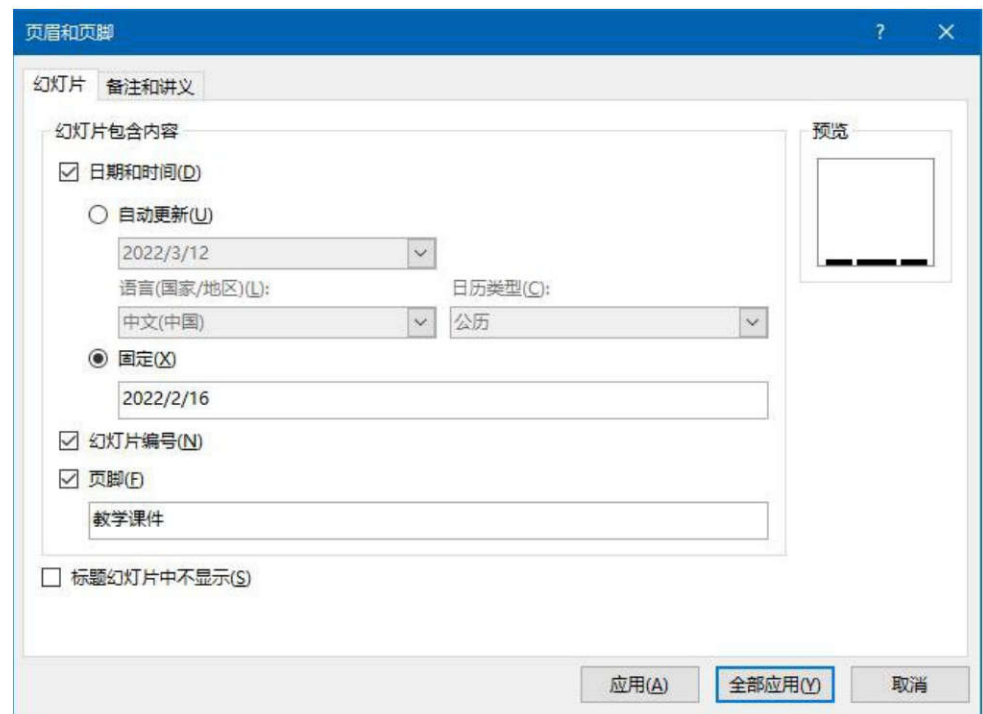 页眉和页脚
幻灯片 备注和讲义
幻灯片包含内容 预览
日期和时间(D)
自动更新(U)
2022/3/12
语言(国家/地区)(L): 日历类型(C):
中文(中国) 公历
固定(X)
2022/2/16
幻灯片编号(N)
页脚(F)
教学课件
标题幻灯片中不显示(S)
应用(A) 全部应用(Y) 取消